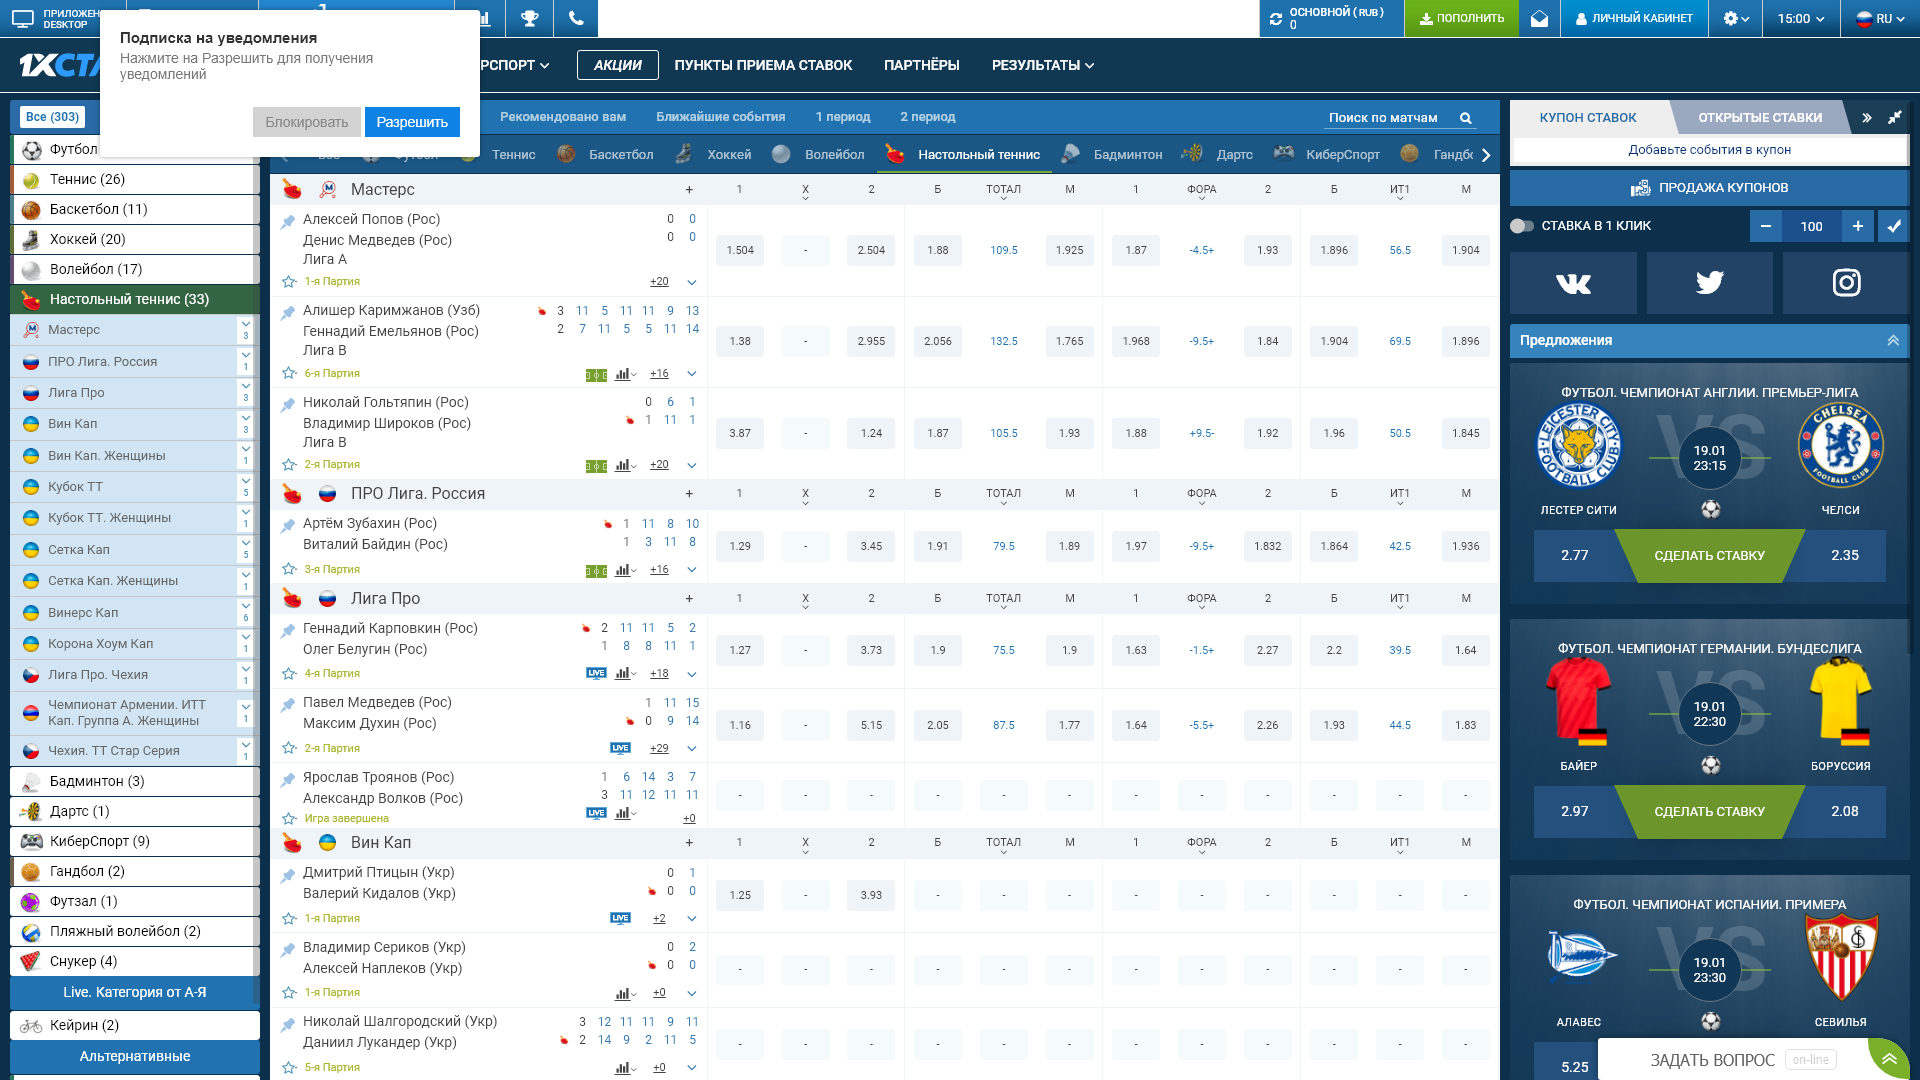 ПРИЛОЖЕН
DESKTOP
ОСНОВНОЙ ( RUB )
0
ПОПОЛНИТЬ
ЛИЧНЫЙ КАБИНЕТ
15:00
RU
Подписка на уведомления
Нажмите на Разрешить для получения
уведомлений
Блокировать
Разрешить
1XСТА
РСПОРТ
АКЦИИ
ПУНКТЫ ПРИЕМА СТАВОК
ПАРТНЁРЫ
РЕЗУЛЬТАТЫ
Все (303)
Футбол
Теннис (26)
Баскетбол (11)
Хоккей (20)
Волейбол (17)
Настольный теннис (33)
Мастерс
3
ПРО Лига. Россия
1
Лига Про
3
Вин Кап
3
Вин Кап. Женщины
1
Кубок ТТ
5
Кубок ТТ. Женщины
1
Сетка Кап
5
Сетка Кап. Женщины
1
Винерс Кап
6
Корона Хоум Кап
1
Лига Про. Чехия
1
Чемпионат Армении. ИТТ
Кап. Группа А. Женщины
1
Чехия. ТТ Стар Серия
1
Бадминтон (3)
Дартс (1)
КиберСпорт (9)
Гандбол (2)
Футзал (1)
Пляжный волейбол (2)
Снукер (4)
Live. Категория от А-Я
Кейрин (2)
Альтернативные
Рекомендовано вам
Ближайшие события
1 период
2 период
Поиск по матчам
Теннис
Баскетбол
Хоккей
Волейбол
Настольный теннис
Бадминтон
Дартс
КиберСпорт
Гандбо
Мастерс + 1 X 2 Б ТОТАЛ М 1 ФОРА 2 Б ИТ1 М
Алексей Попов (Рос) 0 0
Денис Медведев (Рос) 0 0
Лига А
1.504 - 2.504 1.88 109.5 1.925 1.87 -4.5+ 1.93 1.896 56.5 1.904
1-я Партия +20
Алишер Каримжанов (Узб) 3 11 5 11 11 9 13
Геннадий Емельянов (Рос) 2 7 11 5 5 11 14
Лига В
1.38 - 2.955 2.056 132.5 1.765 1.968 -9.5+ 1.84 1.904 69.5 1.896
6-я Партия +16
Николай Гольтяпин (Рос) 0 6 1
Владимир Широков (Рос) 1 11 1
Лига В
3.87 - 1.24 1.87 105.5 1.93 1.88 +9.5- 1.92 1.96 50.5 1.845
2-я Партия +20
ПРО Лига. Россия + 1 X 2 Б ТОТАЛ М 1 ФОРА 2 Б ИТ1 М
Артём Зубахин (Рос) 1 11 8 10
Виталий Байдин (Рос) 1 3 11 8
1.29 - 3.45 1.91 79.5 1.89 1.97 -9.5+ 1.832 1.864 42.5 1.936
3-я Партия +16
Лига Про + 1 X 2 Б ТОТАЛ М 1 ФОРА 2 Б ИТ1 М
Геннадий Карповкин (Рос) 2 11 11 5 2
Олег Белугин (Рос) 1 8 8 11 1
1.27 - 3.73 1.9 75.5 1.9 1.63 -1.5+ 2.27 2.2 39.5 1.64
4-я Партия LIVE +18
Павел Медведев (Рос) 1 11 15
Максим Духин (Рос) 0 9 14
1.16 - 5.15 2.05 87.5 1.77 1.64 -5.5+ 2.26 1.93 44.5 1.83
2-я Партия LIVE +29
Ярослав Троянов (Рос) 1 6 14 3 7
Александр Волков (Рос) 3 11 12 11 11
- - - - - - - - - - - -
Игра завершена LIVE +0
Вин Кап + 1 X 2 Б ТОТАЛ М 1 ФОРА 2 Б ИТ1 М
Дмитрий Птицын (Укр) 0 1
Валерий Кидалов (Укр) 0 0
1.25 - 3.93 - - - - - - - - -
1-я Партия LIVE +2
Владимир Сериков (Укр) 0 2
Алексей Наплеков (Укр) 0 0
- - - - - - - - - - - -
1-я Партия +0
Николай Шалгородский (Укр) 3 12 11 11 9 11
Даниил Лукандер (Укр) 2 14 9 2 11 5
- - - - - - - - - - - -
5-я Партия +0
КУПОН СТАВОК
ОТКРЫТЫЕ СТАВКИ
Добавьте события в купон
ПРОДАЖА КУПОНОВ
СТАВКА В 1 КЛИК
− 100 +
Предложения
ФУТБОЛ. ЧЕМПИОНАТ АНГЛИИ. ПРЕМЬЕР-ЛИГА
VS
LEICESTER CITY
FOOTBALL CLUB
19.01
23:15
CHELSEA
FOOTBALL CLUB
ЛЕСТЕР СИТИ
ЧЕЛСИ
2.77
СДЕЛАТЬ СТАВКУ
2.35
ФУТБОЛ. ЧЕМПИОНАТ ГЕРМАНИИ. БУНДЕСЛИГА
VS
19.01
22:30
БАЙЕР
БОРУССИЯ
2.97
СДЕЛАТЬ СТАВКУ
2.08
ФУТБОЛ. ЧЕМПИОНАТ ИСПАНИИ. ПРИМЕРА
VS
19.01
23:30
АЛАВЕС
СЕВИЛЬЯ
5.25
ЗАДАТЬ ВОПРОС
on-line